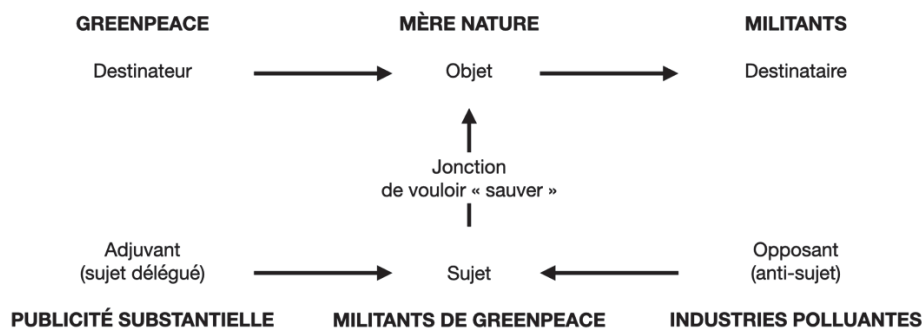 GREENPEACE MÈRE NATURE MILITANTS
Destinateur Objet Destinataire
Jonction
de vouloir « sauver »
Adjuvant
(sujet délégué)
Sujet
Opposant
(anti-sujet)
PUBLICITÉ SUBSTANTIELLE MILITANTS DE GREENPEACE INDUSTRIES POLLUANTES